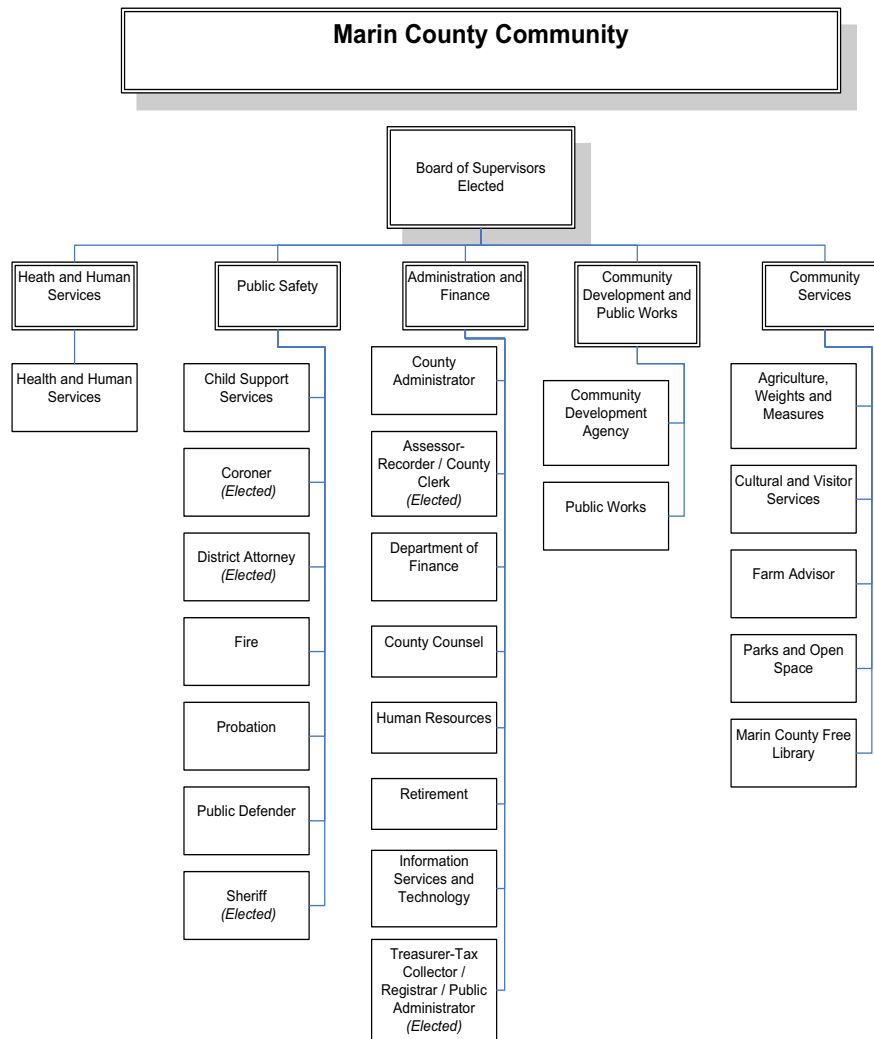 Marin County Community
Board of Supervisors
Elected
Heath and Human
Services
Public Safety
Administration and
Finance
Community
Development and
Public Works
Community
Services
Health and Human
Services
Child Support
Services
Coroner
(Elected)
District Attorney
(Elected)
Fire
Probation
Public Defender
Sheriff
(Elected)
County
Administrator
Assessor-
Recorder / County
Clerk
(Elected)
Department of
Finance
County Counsel
Human Resources
Retirement
Information
Services and
Technology
Treasurer-Tax
Collector /
Registrar / Public
Administrator
(Elected)
Community
Development
Agency
Public Works
Agriculture,
Weights and
Measures
Cultural and Visitor
Services
Farm Advisor
Parks and Open
Space
Marin County Free
Library